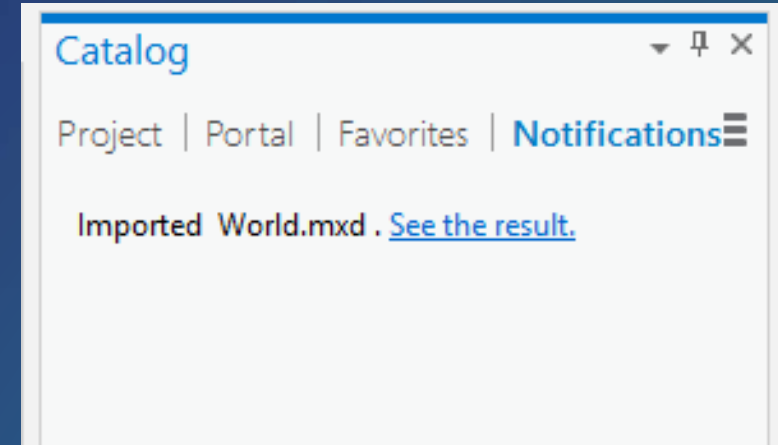 Catalog
Project | Portal | Favorites | Notifications
Imported World.mxd . See the result.